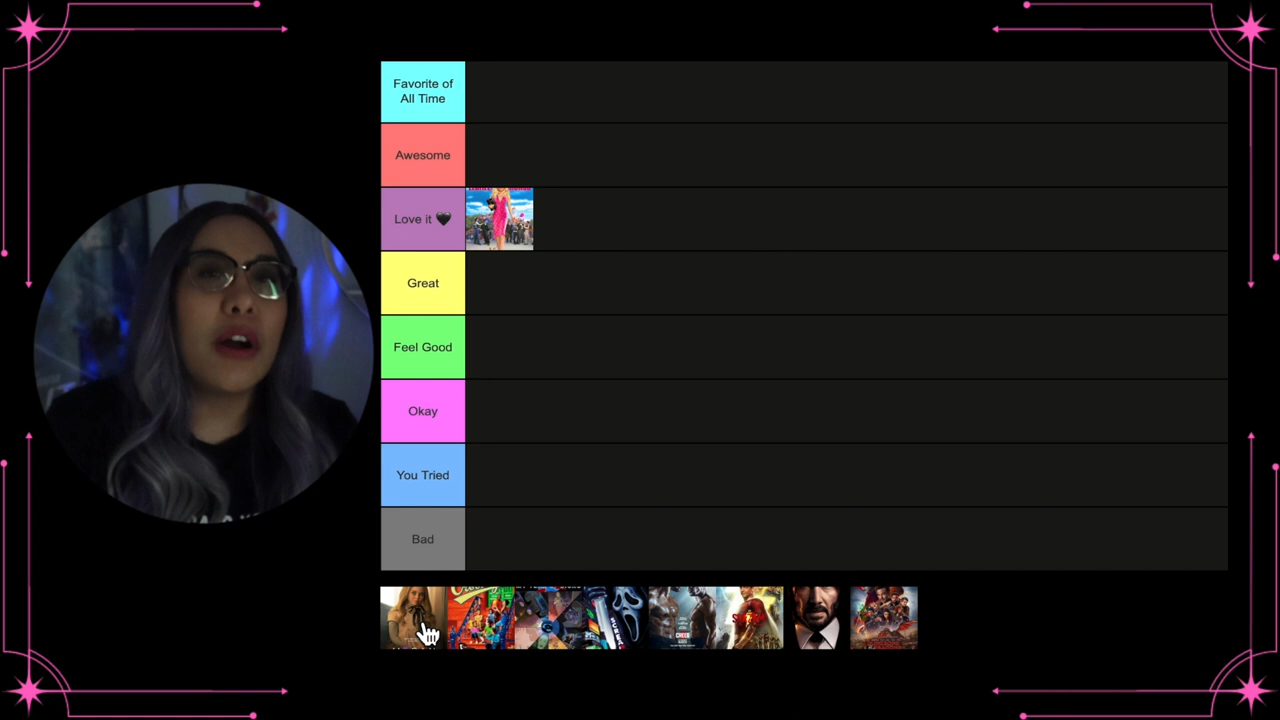 Favorite of
All Time
Awesome
Love it 🖤
Great
Feel Good
Okay
You Tried
Bad